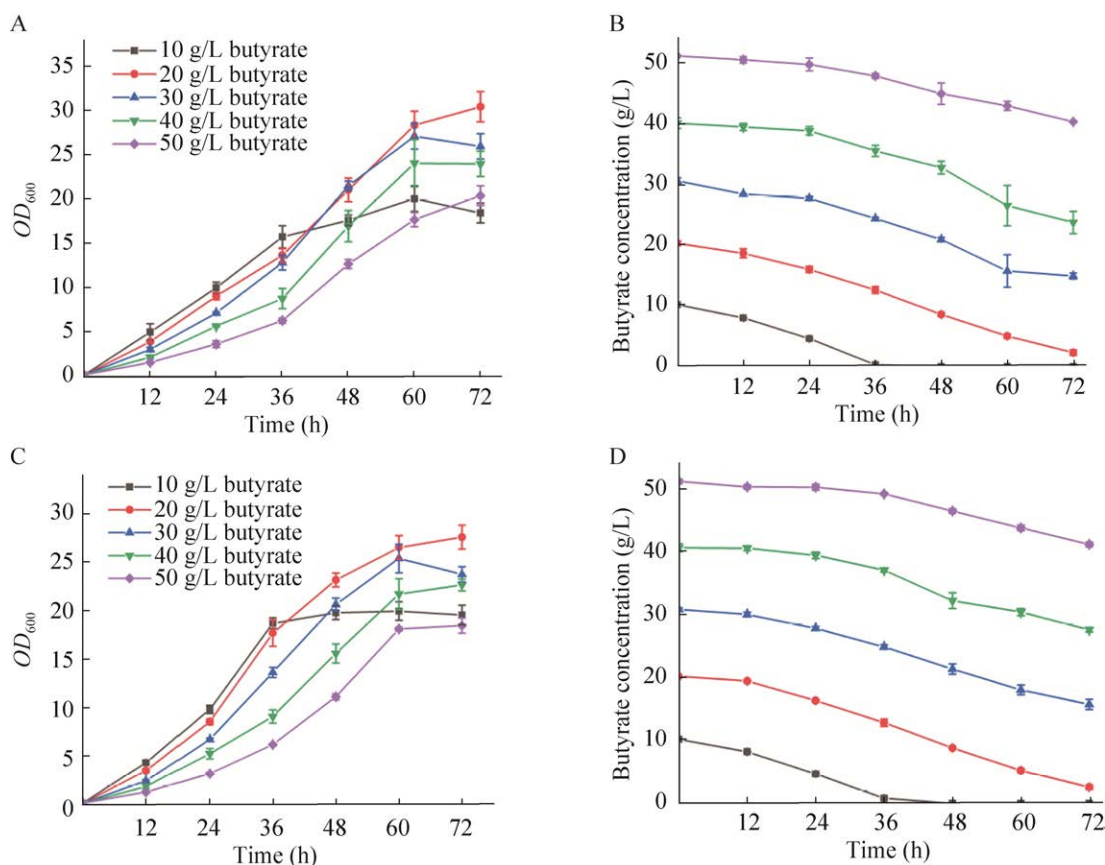 A
35
30
25
20
15
10
5
0
OD600
10 g/L butyrate
20 g/L butyrate
30 g/L butyrate
40 g/L butyrate
50 g/L butyrate
12 24 36 48 60 72
Time (h)
B
50
40
30
20
10
0
Butyrate concentration (g/L)
12 24 36 48 60 72
Time (h)
C
30
25
20
15
10
5
0
OD600
10 g/L butyrate
20 g/L butyrate
30 g/L butyrate
40 g/L butyrate
50 g/L butyrate
12 24 36 48 60 72
Time (h)
D
50
40
30
20
10
0
Butyrate concentration (g/L)
12 24 36 48 60 72
Time (h)